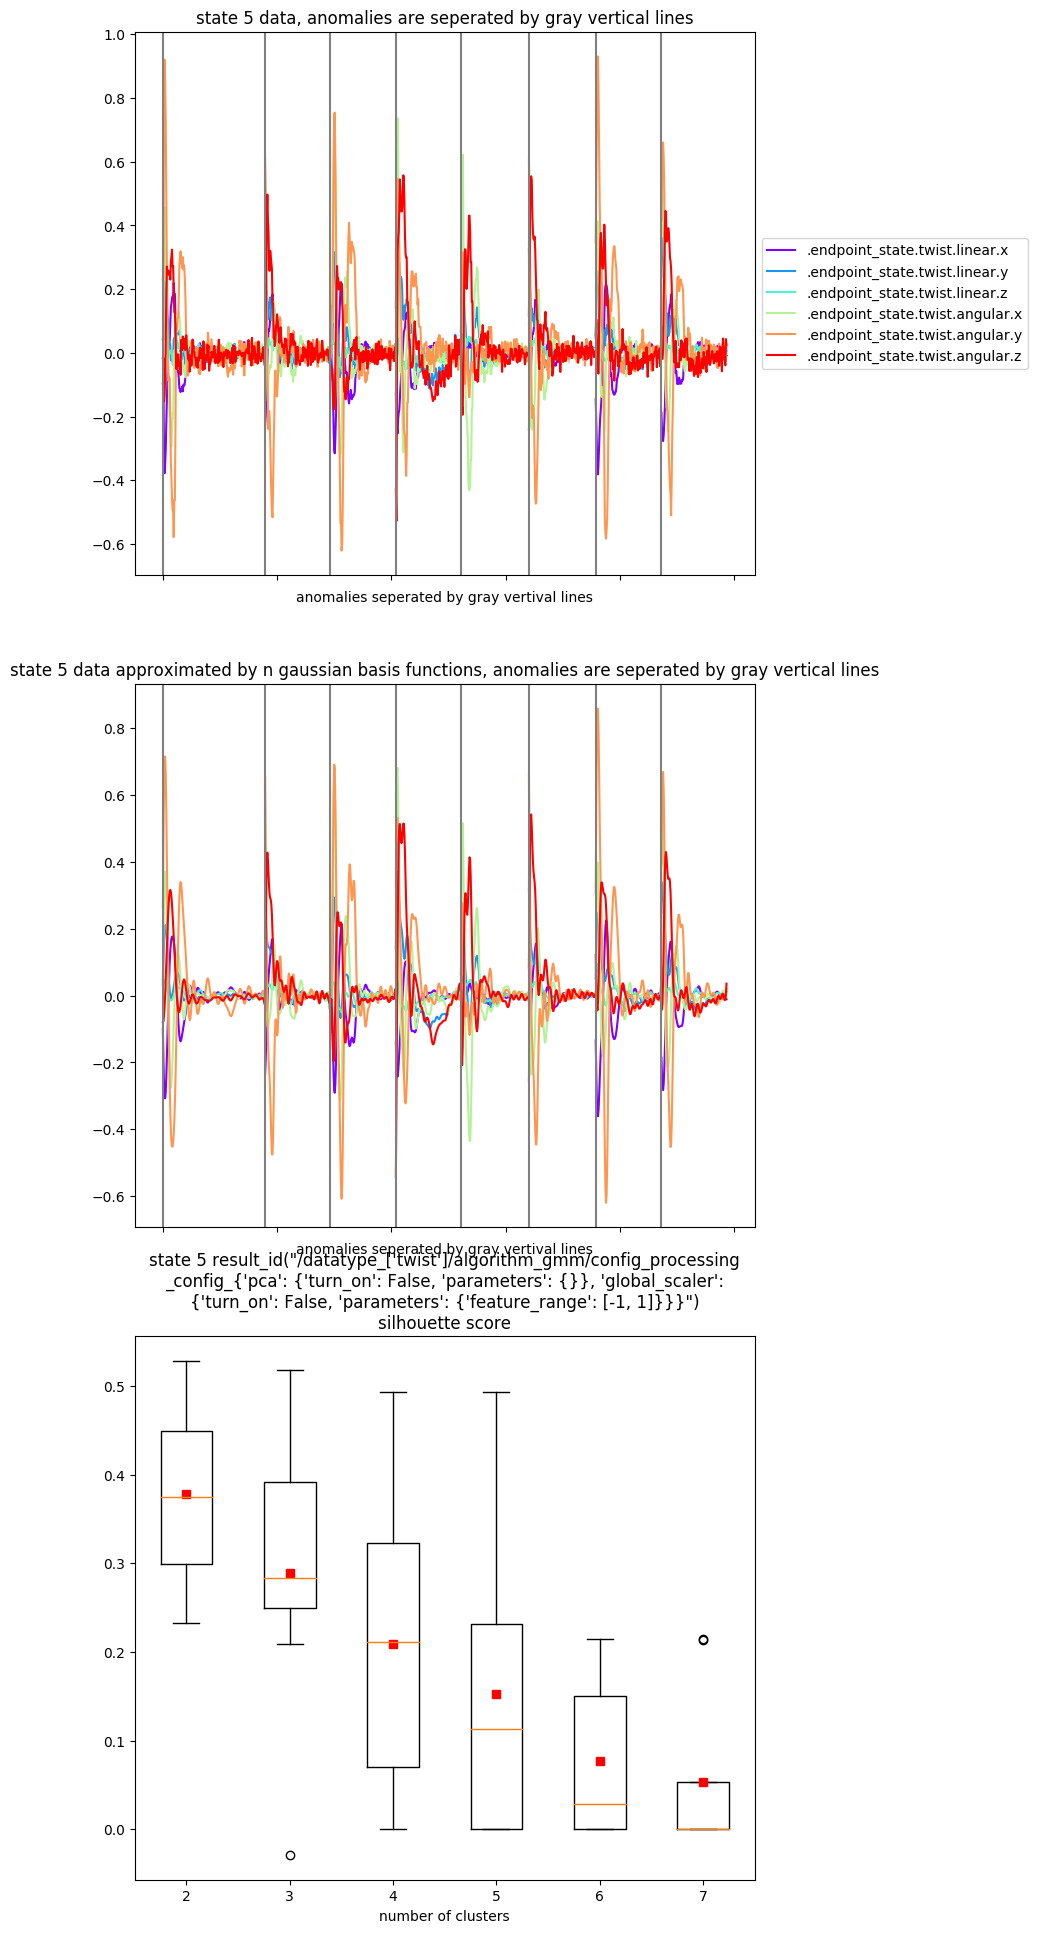 state 5 data, anomalies are seperated by gray vertical lines
1.0
0.8
0.6
0.4
0.2
0.0
−0.2
−0.4
−0.6
.endpoint_state.twist.linear.x
.endpoint_state.twist.linear.y
.endpoint_state.twist.linear.z
.endpoint_state.twist.angular.x
.endpoint_state.twist.angular.y
.endpoint_state.twist.angular.z
anomalies seperated by gray vertival lines
state 5 data approximated by n gaussian basis functions, anomalies are seperated by gray vertical lines
0.8
0.6
0.4
0.2
0.0
−0.2
−0.4
−0.6
anomalies seperated by gray vertival lines
state 5 result_id("/datatype_['twist']/algorithm_gmm/config_processing
_config_{'pca': {'turn_on': False, 'parameters': {}}, 'global_scaler':
{'turn_on': False, 'parameters': {'feature_range': [-1, 1]}}}")
silhouette score
0.5
0.4
0.3
0.2
0.1
0.0
2 3 4 5 6 7
number of clusters